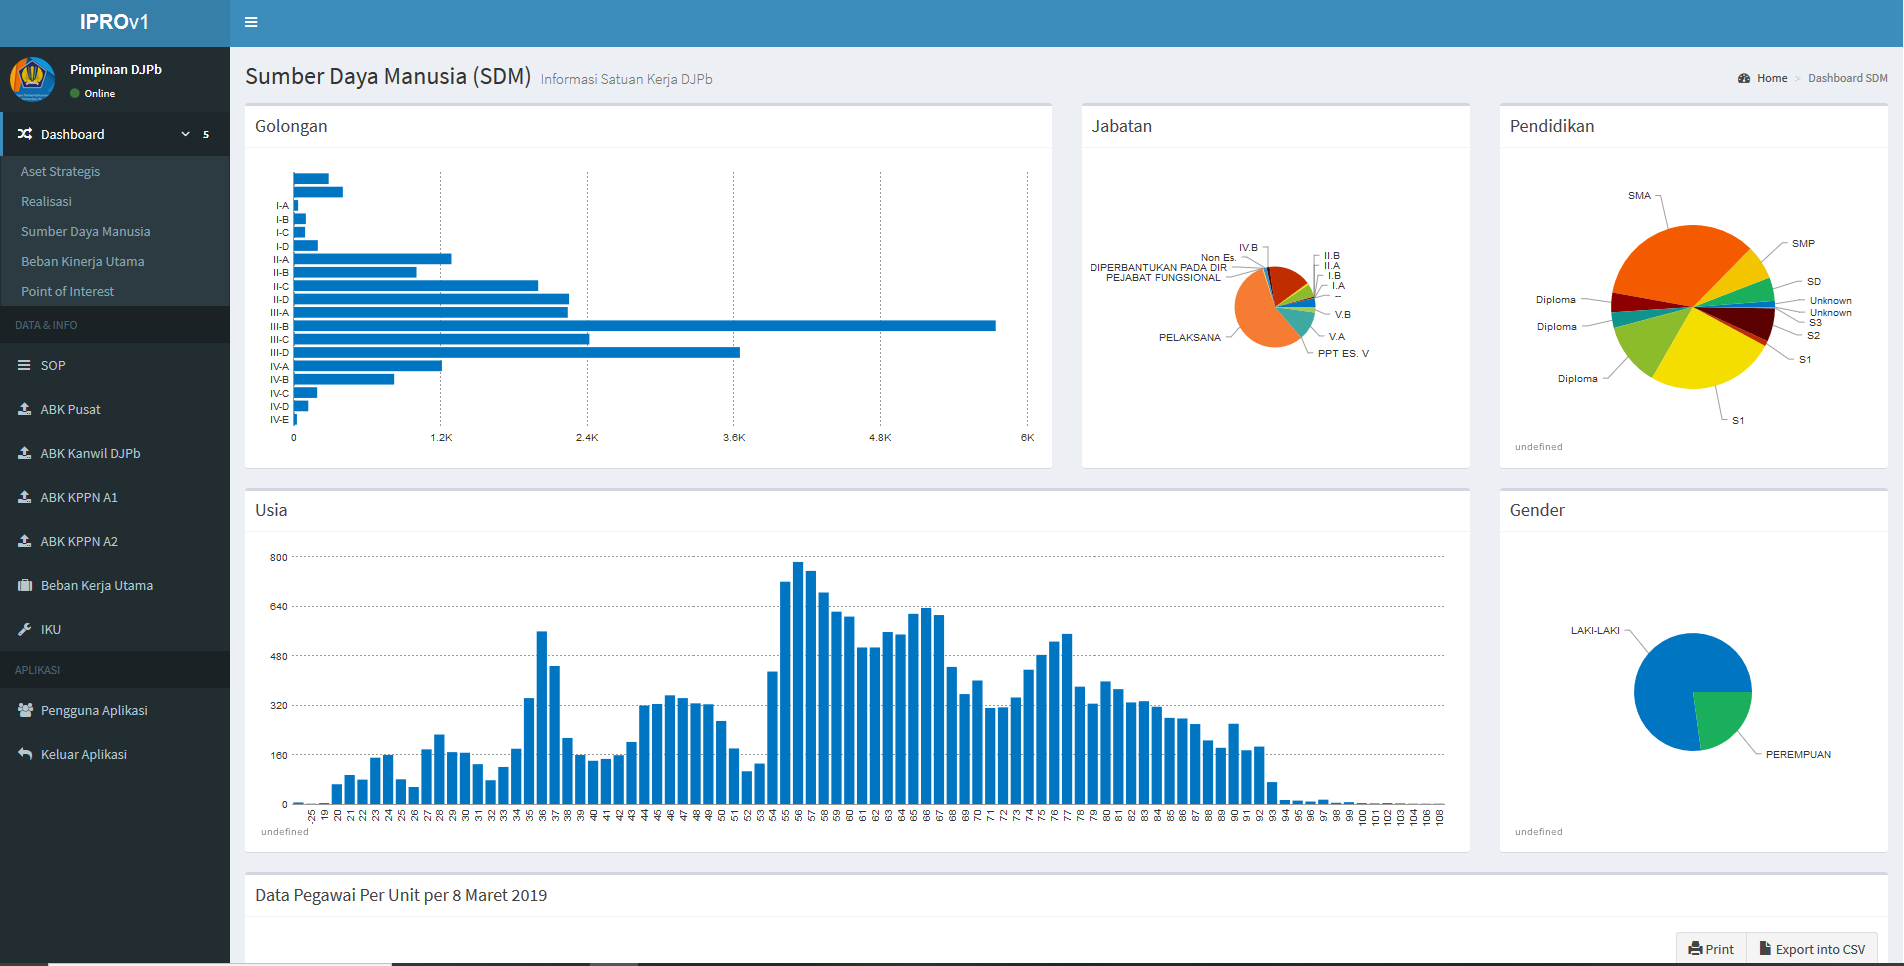 IPROv1
Pimpinan DJPb
Online
Dashboard 5
Aset Strategis
Realisasi
Sumber Daya Manusia
Beban Kinerja Utama
Point of Interest
DATA & INFO
SOP
ABK Pusat
ABK Kanwil DJPb
ABK KPPN A1
ABK KPPN A2
Beban Kerja Utama
IKU
APLIKASI
Pengguna Aplikasi
Keluar Aplikasi
Sumber Daya Manusia (SDM) Informasi Satuan Kerja DJPb
Home > Dashboard SDM
Golongan
I-A
I-B
I-C
I-D
II-A
II-B
II-C
II-D
III-A
III-B
III-C
III-D
IV-A
IV-B
IV-C
IV-D
IV-E
0 1.2K 2.4K 3.6K 4.8K 6K
Jabatan
IV.B
Non Es.
DIPERBANTUKAN PADA DIR
PEJABAT FUNGSIONAL
PELAKSANA
II.B
II.A
I.B
I.A
--
V.B
V.A
PPT ES. V
Pendidikan
SMA
SMP
SD
Unknown
Unknown
S3
S2
S1
S1
Diploma
Diploma
Diploma
undefined
Usia
800
640
480
320
160
0
-25 19 20 21 22 23 24 25 26 27 28 29 30 31 32 33 34 35 36 37 38 39 40 41 42 43 44 45 46 47 48 49 50 51 52 53 54 55 56 57 58 59 60 61 62 63 64 65 66 67 68 69 70 71 72 73 74 75 76 77 78 79 80 81 82 83 84 85 86 87 88 89 90 91 92 93 94 95 96 97 98 99 100 101 102 103 104 106 108
undefined
Gender
LAKI-LAKI
PEREMPUAN
undefined
Data Pegawai Per Unit per 8 Maret 2019
Print
Export into CSV